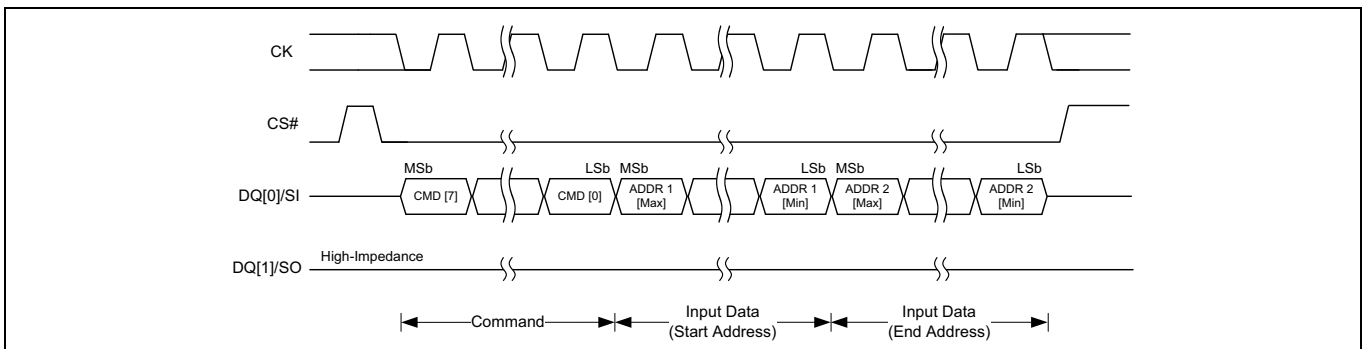 CK
CS#
MSb LSb MSb LSb MSb LSb
DQ[0]/SI CMD [7] CMD [0] ADDR 1 [Max] ADDR 1 [Min] ADDR 2 [Max] ADDR 2 [Min]
High-Impedance
DQ[1]/SO
Command
Input Data
(Start Address)
Input Data
(End Address)